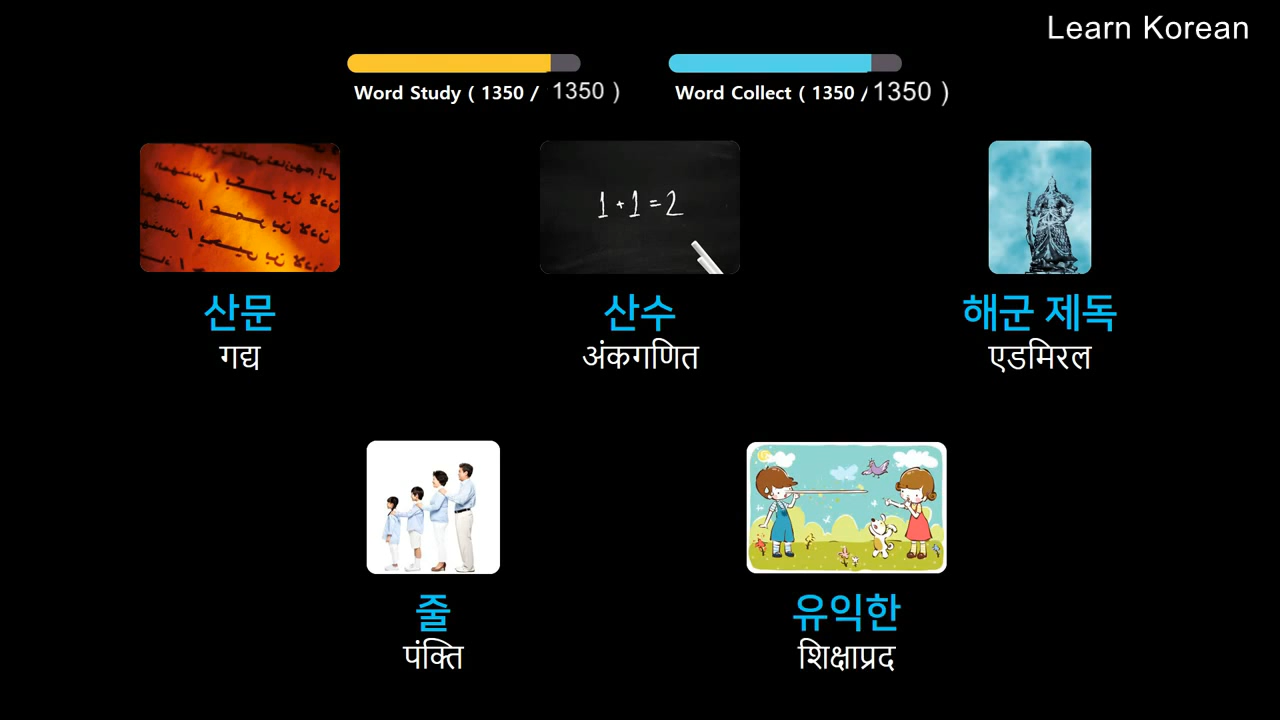 Learn Korean
Word Study ( 1350 / 1350 )
Word Collect ( 1350 / 1350 )
1 + 1 = 2
산문
गद्य
산수
अंकगणित
해군 제독
एडमिरल
줄
पंक्ति
유익한
शिक्षाप्रद